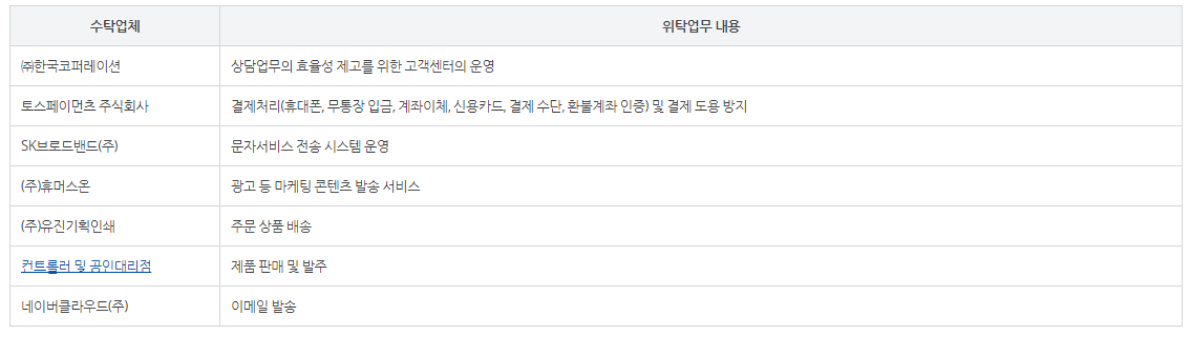 수탁업체 위탁업무 내용
㈜한국코퍼레이션 상담업무의 효율성 제고를 위한 고객센터의 운영
토스페이먼츠 주식회사 결제처리(휴대폰, 무통장 입금, 계좌이체, 신용카드, 결제 수단, 환불계좌 인증) 및 결제 도용 방지
SK브로드밴드(주) 문자서비스 전송 시스템 운영
(주)휴머스온 광고 등 마케팅 콘텐츠 발송 서비스
(주)유진기획인쇄 주문 상품 배송
컨트롤러 및 공인대리점 제품 판매 및 발주
네이버클라우드(주) 이메일 발송